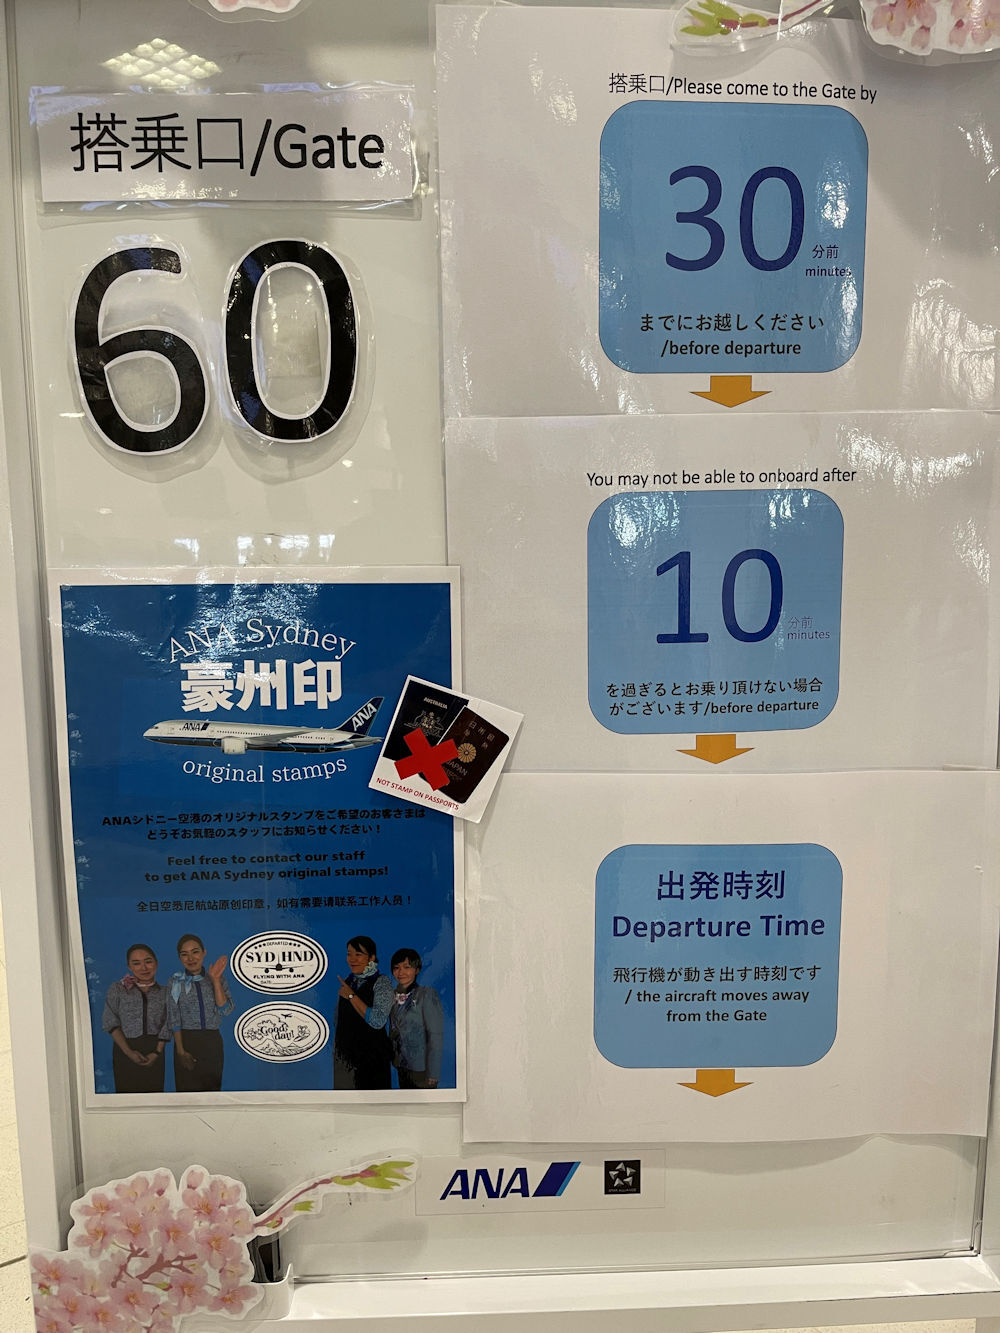 搭乗口/Gate
60
搭乗口/Please come to the Gate by
30
分前
minutes
までにお越しください
/before departure
You may not be able to onboard after
10
分前
minutes
を過ぎるとお乗り頂けない場合
がございます/before departure
出発時刻
Departure Time
飛行機が動き出す時刻です
/ the aircraft moves away
from the Gate
ANA Sydney
豪州印
ANA
ANA
original stamps
AUSTRALIA
日本国
JAPAN
NOT STAMP ON PASSPORTS
ANAシドニー空港のオリジナルスタンプをご希望のお客さまは
どうぞお気軽のスタッフにお知らせください！
Feel free to contact our staff
to get ANA Sydney original stamps!
全日空悉尼航站原创印章，如有需要请联系工作人员！
DEPARTED
SYD HND
FLYING WITH ANA
Good
day!
ANA
STAR ALLIANCE